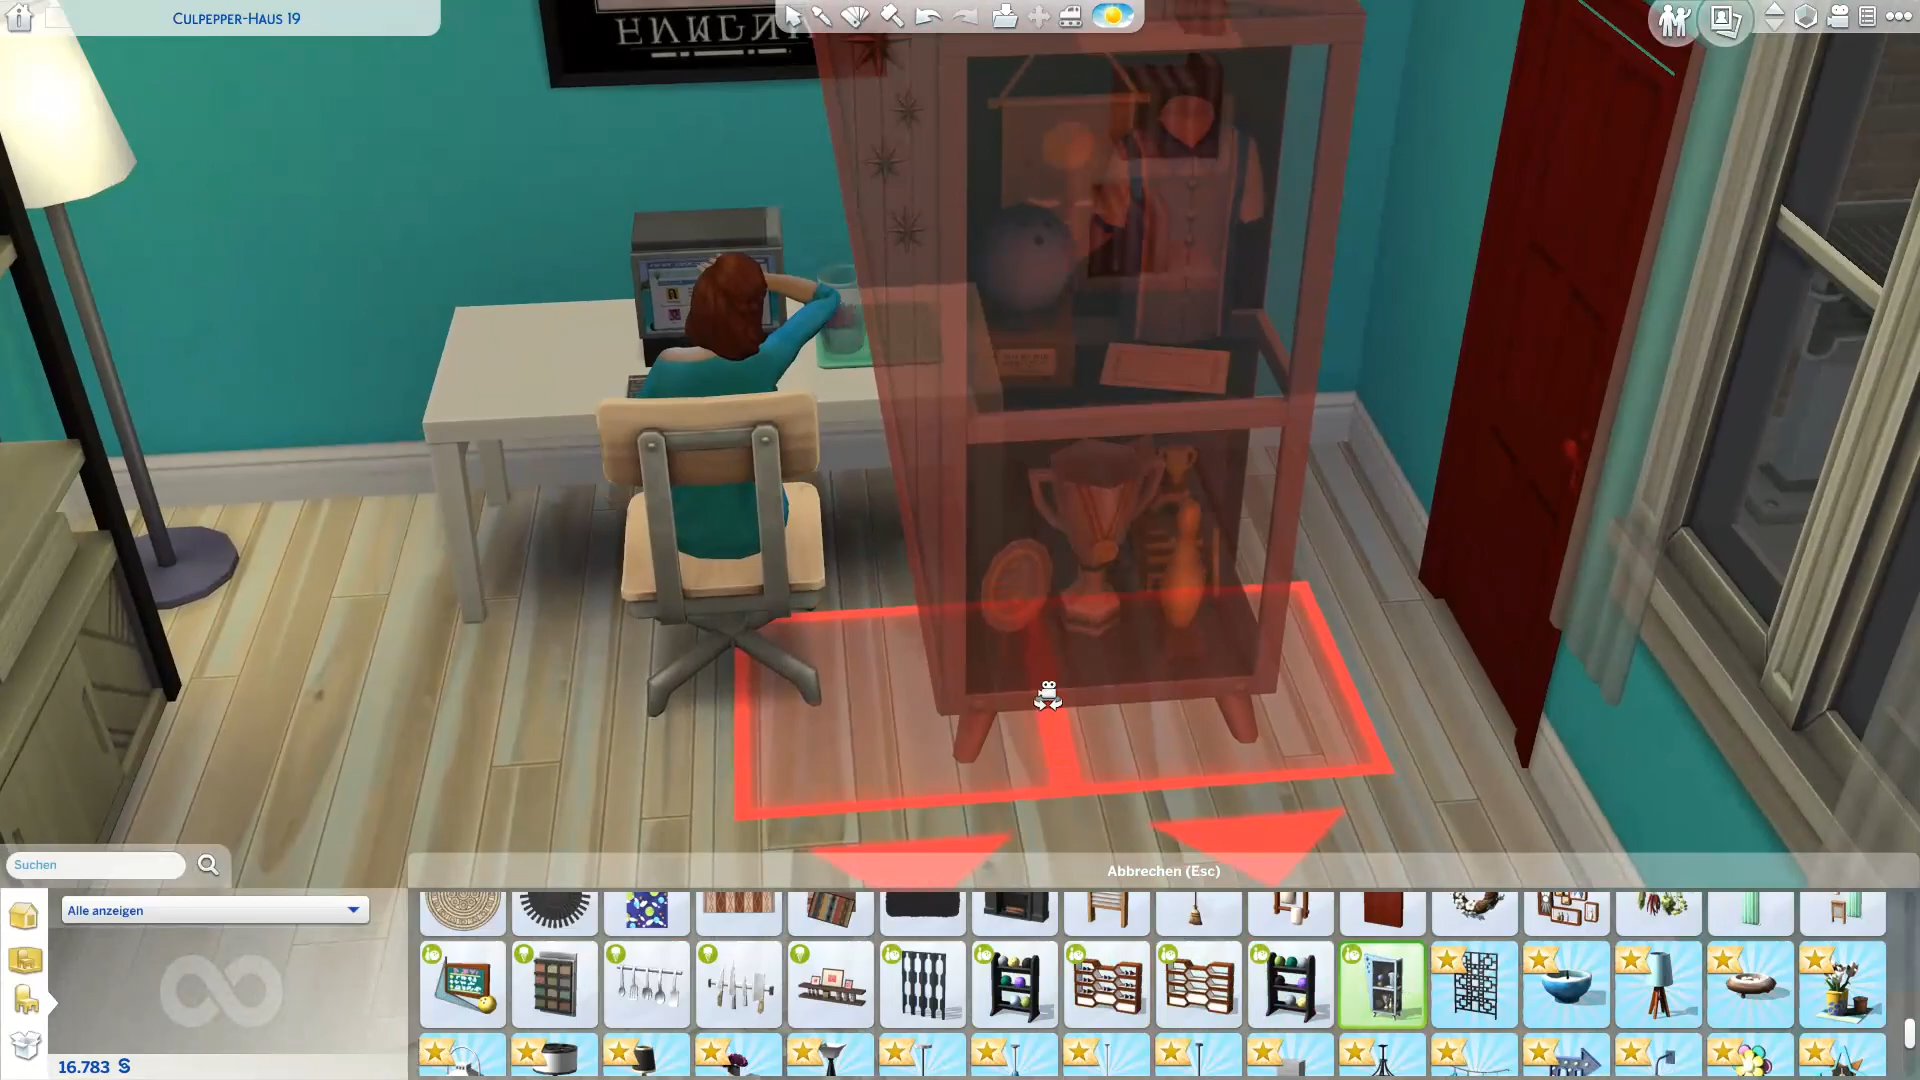 Culpepper-Haus 19
Suchen
Abbrechen (Esc)
Alle anzeigen
16.783 S